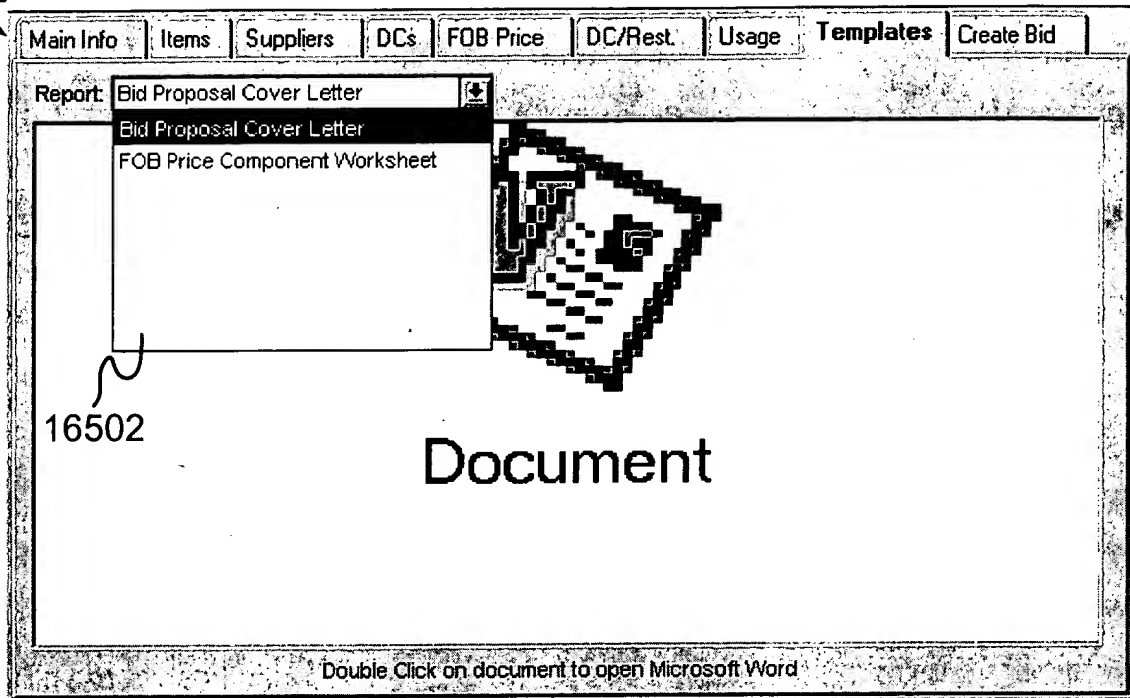 Main Info Items Suppliers DCs FOB Price DC/Rest. Usage Templates Create Bid
Report: Bid Proposal Cover Letter
Bid Proposal Cover Letter
FOB Price Component Worksheet
16502
Document
Double Click on document to open Microsoft Word